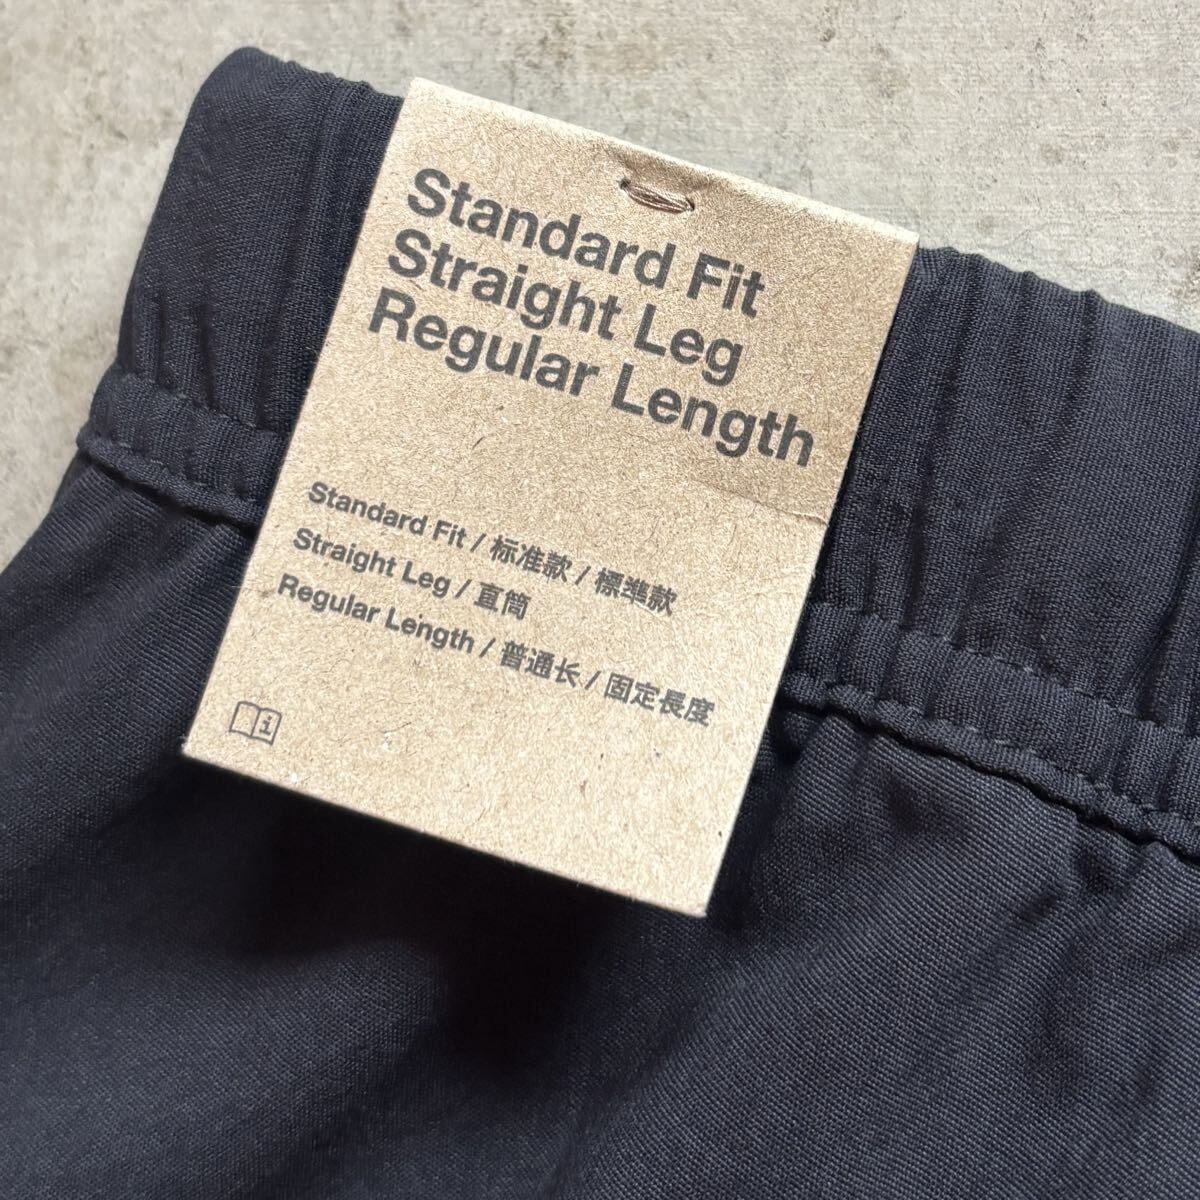 Standard Fit
Straight Leg
Regular Length
Standard Fit / 标准款 / 標準款
Straight Leg / 直筒
Regular Length / 普通长 / 固定長度
i